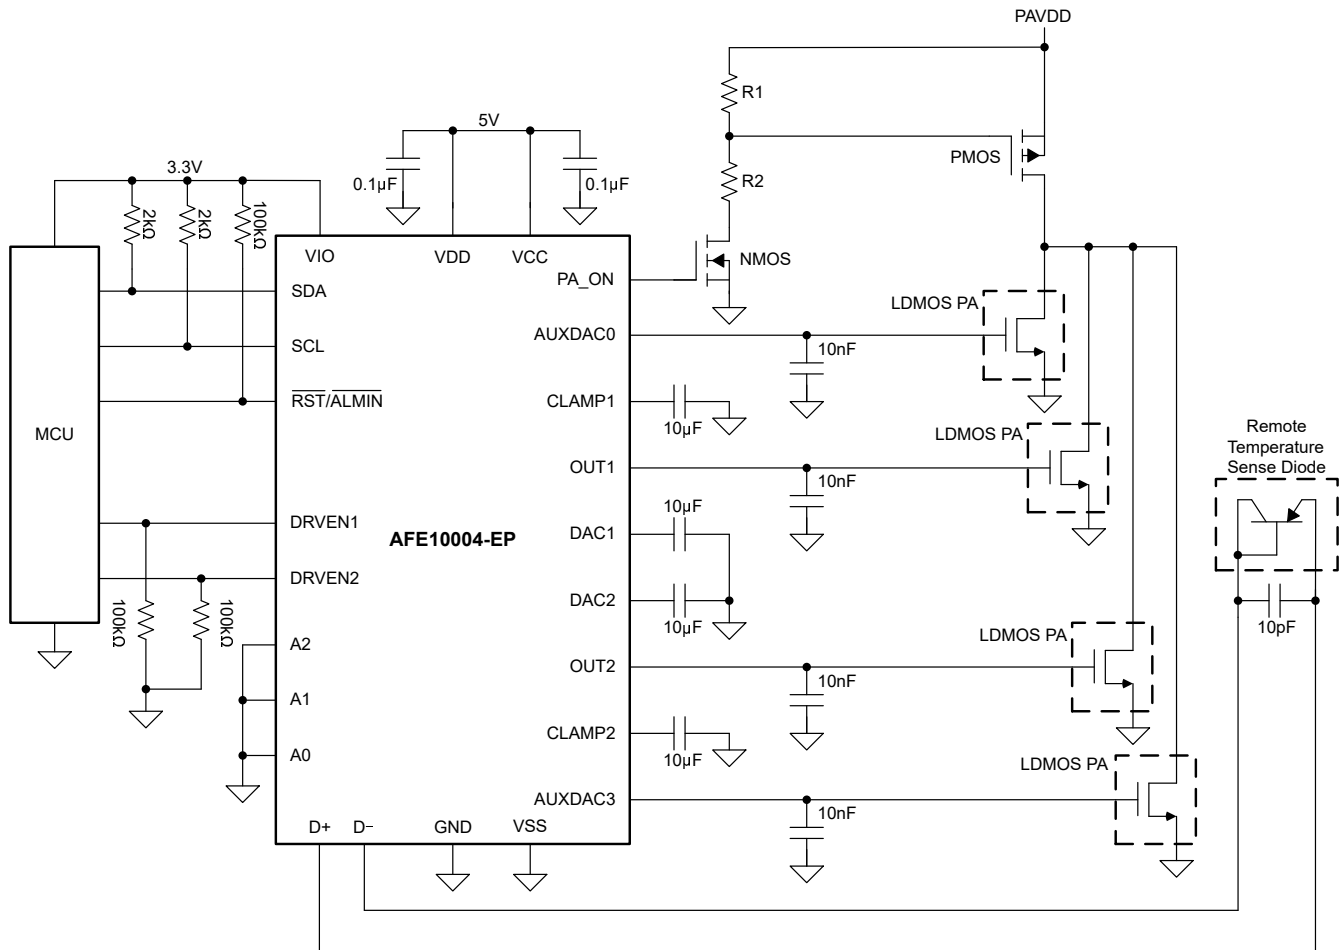 PAVDD
R1
5V
PMOS
3.3V
0.1µF
0.1µF
R2
2kΩ
2kΩ
100kΩ
VIO
VDD
VCC
PA_ON
NMOS
SDA
LDMOS PA
AUXDAC0
10nF
SCL
RST/ALMIN
CLAMP1
10µF
MCU
LDMOS PA
Remote
Temperature
Sense Diode
OUT1
10nF
10µF
DRVEN1
AFE10004-EP
DAC1
DRVEN2
DAC2
10µF
100kΩ
100kΩ
10pF
LDMOS PA
A2
OUT2
10nF
A1
CLAMP2
10µF
A0
LDMOS PA
AUXDAC3
10nF
D+
D−
GND
VSS